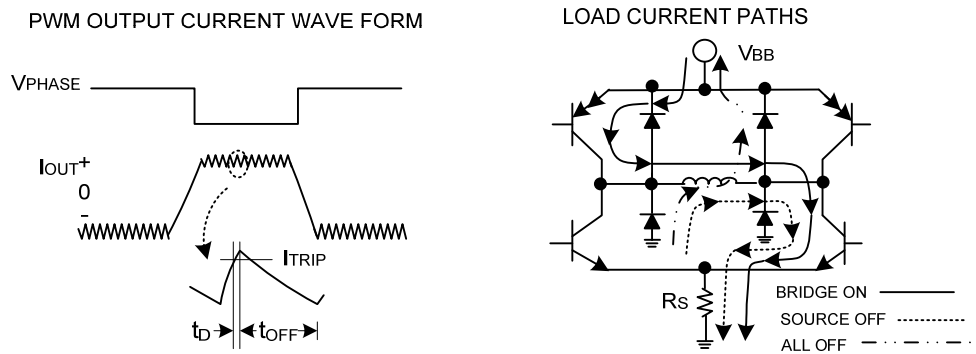 PWM OUTPUT CURRENT WAVE FORM
VPHASE
IOUT +
0
-
ITRIP
tD
tOFF
LOAD CURRENT PATHS
VBB
RS
BRIDGE ON
SOURCE OFF
ALL OFF